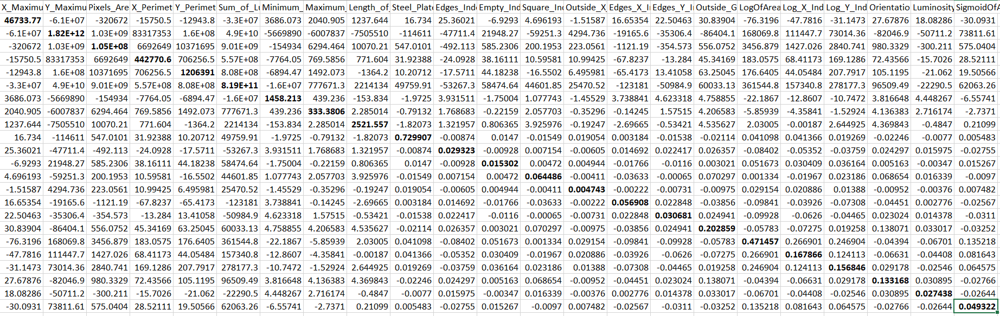 X_Maximu Y_Maximu Pixels_Are X_Perimet Y_Perimet Sum_of_Lu Minimum_ Maximum_ Length_of_ Steel_Plate Edges_Inde Empty_Ind Square_Ind Outside_X_ Edges_X_I Edges_Y_I Outside_G LogOfArea Log_X_Ind Log_Y_Ind Orientatio Luminosity SigmoidOfA
46733.77 -6.1E+07 -320672 -15750.5 -12943.8 -3.3E+07 3686.073 2040.905 1237.644 16.734 25.36021 -6.9293 4.696193 -1.51587 16.65354 22.50463 30.83904 -76.3196 -47.7816 -31.1473 27.67876 18.08286 -30.0931
-6.1E+07 1.82E+12 1.03E+09 83317353 1.6E+08 4.9E+10 -5669890 -6007837 -7505510 -114611 -47711.4 21948.27 -59251.3 4294.736 -19165.6 -35306.4 -86404.1 168069.8 111447.7 73014.36 -82046.9 -50711.2 73811.61
-320672 1.03E+09 1.05E+08 6692649 10371695 9.01E+09 -154934 6294.464 10070.21 547.0101 -492.113 585.2306 200.1953 223.0561 -1121.19 -354.573 556.0752 3456.879 1427.026 2840.741 980.3329 -300.211 575.0404
-15750.5 83317353 6692649 442770.6 706256.5 5.57E+08 -7764.05 769.5856 771.604 31.92388 -24.0928 38.16111 10.59581 10.99425 -67.8237 -13.284 45.34169 183.0575 68.41173 169.1286 72.43566 -15.7026 28.52111
-12943.8 1.6E+08 10371695 706256.5 1206391 8.08E+08 -6894.47 1492.073 -1364.2 10.20712 -17.5711 44.18238 -16.5502 6.495981 -65.4173 13.41058 63.25045 176.6405 44.05484 207.7917 105.1195 -21.062 19.50566
-3.3E+07 4.9E+10 9.01E+09 5.57E+08 8.08E+08 8.19E+11 -1.6E+07 777671.3 2214134 49759.91 -53267.3 58474.64 44601.85 25470.52 -123181 -50984.9 60033.13 361544.8 157340.8 278177.3 96509.49 -22290.5 62063.26
3686.073 -5669890 -154934 -7764.05 -6894.47 -1.6E+07 1458.213 439.236 -153.834 -1.9725 3.931511 -1.75004 1.077743 -1.45529 3.738841 4.623318 4.758855 -22.1867 -12.8607 -10.7472 3.816648 4.448267 -6.55741
2040.905 -6007837 6294.464 769.5856 1492.073 777671.3 439.236 333.3806 2.285014 -0.79132 1.768683 -0.22159 2.057703 -0.35296 -0.14245 1.57515 4.206583 -5.85939 -4.35841 -1.52924 4.136383 2.716174 -2.7371
1237.644 -7505510 10070.21 771.604 -1364.2 2214134 -153.834 2.285014 2521.557 -1.82073 1.321957 0.806365 3.925976 -0.19247 -2.69665 -0.53421 4.535627 2.03005 -0.00187 2.644925 4.369843 -0.4847 0.21099
16.734 -114611 547.0101 31.92388 10.20712 49759.91 -1.9725 -0.79132 -1.82073 0.729907 -0.00874 0.0147 -0.01549 0.019054 0.003184 -0.01538 -0.02114 0.041098 0.041366 0.019269 -0.02246 -0.0077 0.005483
25.36021 -47711.4 -492.113 -24.0928 -17.5711 -53267.3 3.931511 1.768683 1.321957 -0.00874 0.029323 -0.00928 0.007154 -0.00605 0.014692 0.022417 0.026357 -0.08402 -0.05352 -0.03759 0.024297 0.015975 -0.02755
-6.9293 21948.27 585.2306 38.16111 44.18238 58474.64 -1.75004 -0.22159 0.806365 0.0147 -0.00928 0.015302 0.00472 0.004944 -0.01766 -0.0116 0.003021 0.051673 0.030409 0.036164 0.005163 -0.00347 0.015267
4.696193 -59251.3 200.1953 10.59581 -16.5502 44601.85 1.077743 2.057703 3.925976 -0.01549 0.007154 0.00472 0.064486 -0.00411 -0.03633 -0.00065 0.070297 0.001334 -0.01967 0.023186 0.068654 0.016339 -0.0097
-1.51587 4294.736 223.0561 10.99425 6.495981 25470.52 -1.45529 -0.35296 -0.19247 0.019054 -0.00605 0.004944 -0.00411 0.004743 -0.00222 -0.00731 -0.00975 0.029154 0.020886 0.01388 -0.00952 -0.00376 0.007482
16.65354 -19165.6 -1121.19 -67.8237 -65.4173 -123181 3.738841 -0.14245 -2.69665 0.003184 0.014692 -0.01766 -0.03633 -0.00222 0.056908 0.022848 -0.03856 -0.09841 -0.03926 -0.07308 -0.04451 0.002776 -0.02567
22.50463 -35306.4 -354.573 -13.284 13.41058 -50984.9 4.623318 1.57515 -0.53421 -0.01538 0.022417 -0.0116 -0.00065 -0.00731 0.022848 0.030681 0.024941 -0.09928 -0.0626 -0.04465 0.023024 0.014378 -0.0311
30.83904 -86404.1 556.0752 45.34169 63.25045 60033.13 4.758855 4.206583 4.535627 -0.02114 0.026357 0.003021 0.070297 -0.00975 -0.03856 0.024941 0.202859 -0.05783 -0.07275 0.019258 0.138071 0.033017 -0.03252
-76.3196 168069.8 3456.879 183.0575 176.6405 361544.8 -22.1867 -5.85939 2.03005 0.041098 -0.08402 0.051673 0.001334 0.029154 -0.09841 -0.09928 -0.05783 0.471457 0.266901 0.246904 -0.04394 -0.06701 0.135218
-47.7816 111447.7 1427.026 68.41173 44.05484 157340.8 -12.8607 -4.35841 -0.00187 0.041366 -0.05352 0.030409 -0.01967 0.020886 -0.03926 -0.0626 -0.07275 0.266901 0.167866 0.124113 -0.06631 -0.04408 0.081643
-31.1473 73014.36 2840.741 169.1286 207.7917 278177.3 -10.7472 -1.52924 2.644925 0.019269 -0.03759 0.036164 0.023186 0.01388 -0.07308 -0.04465 0.019258 0.246904 0.124113 0.156846 0.029178 -0.02546 0.064575
27.67876 -82046.9 980.3329 72.43566 105.1195 96509.49 3.816648 4.136383 4.369843 -0.02246 0.024297 0.005163 0.068654 -0.00952 -0.04451 0.023024 0.138071 -0.04394 -0.06631 0.029178 0.133168 0.030895 -0.02766
18.08286 -50711.2 -300.211 -15.7026 -21.062 -22290.5 4.448267 2.716174 -0.4847 -0.0077 0.015975 -0.00347 0.016339 -0.00376 0.002776 0.014378 0.033017 -0.06701 -0.04408 -0.02546 0.030895 0.027438 -0.02644
-30.0931 73811.61 575.0404 28.52111 19.50566 62063.26 -6.55741 -2.7371 0.21099 0.005483 -0.02755 0.015267 -0.0097 0.007482 -0.02567 -0.0311 -0.03252 0.135218 0.081643 0.064575 -0.02766 -0.02644 0.049322